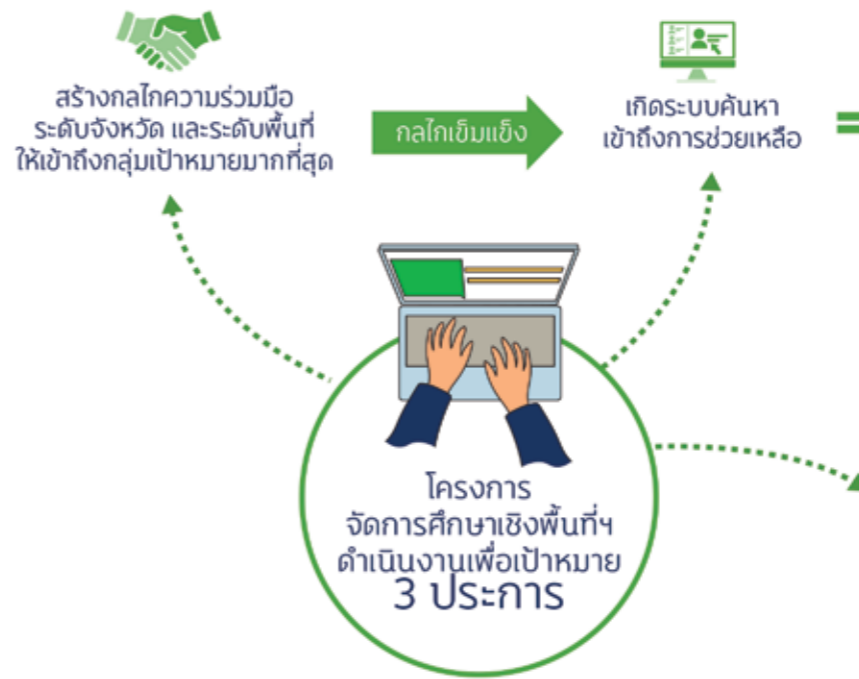 สร้างกลไกความร่วมมือ
ระดับจังหวัด และระดับพื้นที่
ให้เข้าถึงกลุ่มเป้าหมายมากที่สุด
กลไกเข้มแข็ง
เกิดระบบค้นหา
เข้าถึงการช่วยเหลือ
=
โครงการ
จัดการศึกษาเชิงพื้นที่ฯ
ดำเนินงานเพื่อเป้าหมาย
3 ประการ